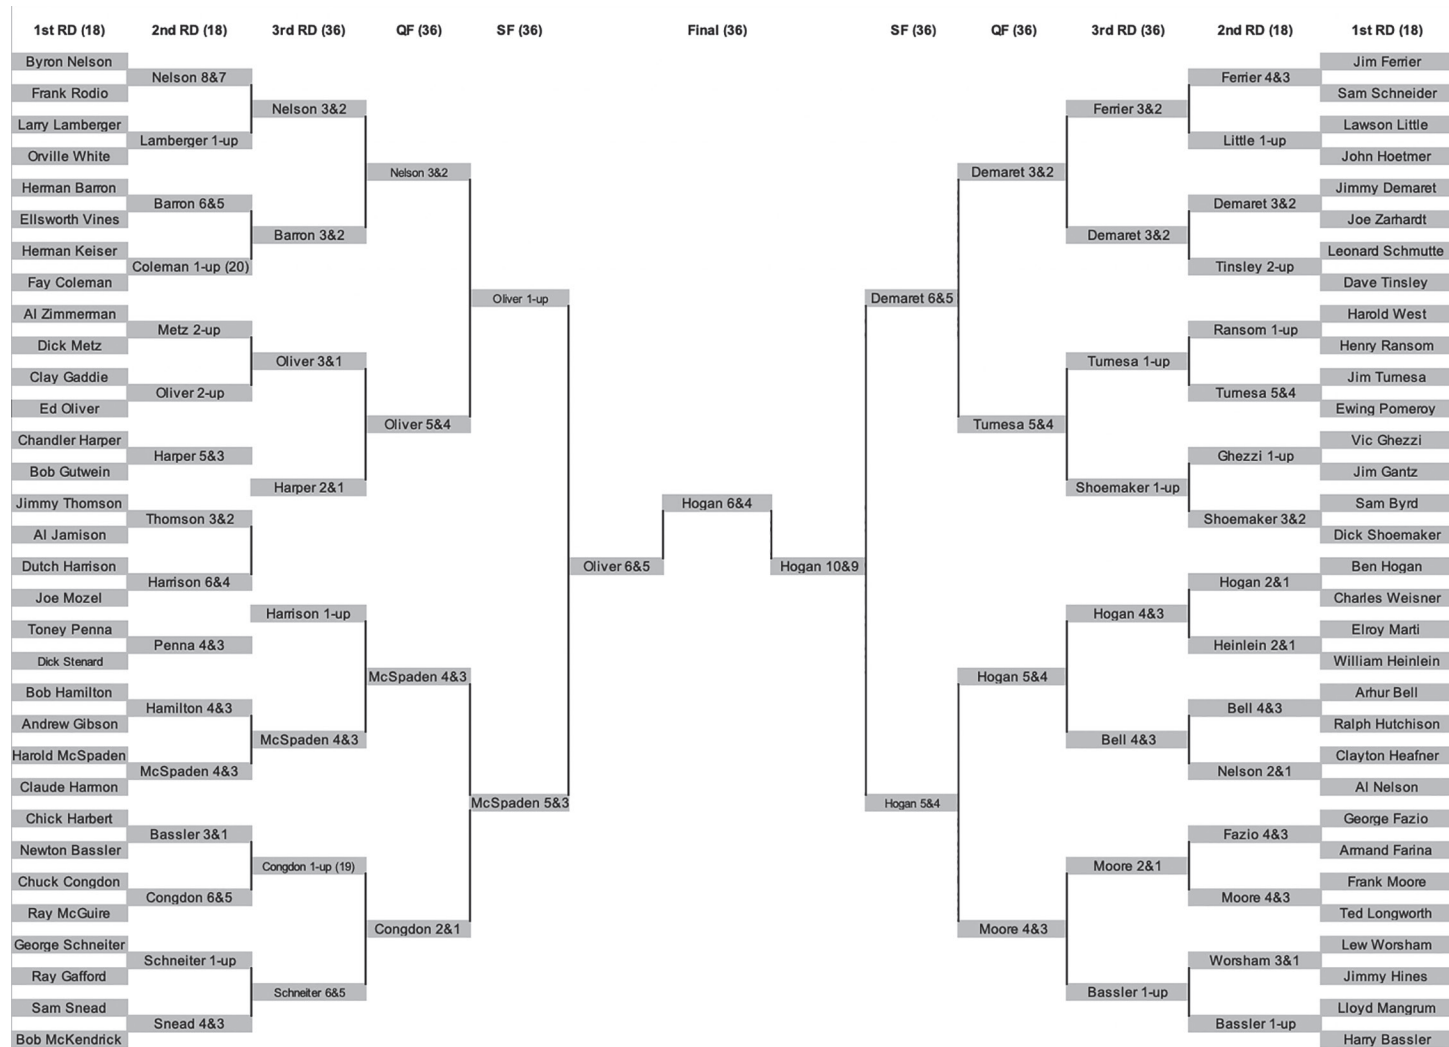 1st RD (18)
2nd RD (18)
3rd RD (36)
QF (36)
SF (36)
Final (36)
SF (36)
QF (36)
3rd RD (36)
2nd RD (18)
1st RD (18)
Byron Nelson
Frank Rodio
Larry Lamberger
Orville White
Herman Barron
Ellsworth Vines
Herman Keiser
Fay Coleman
Al Zimmerman
Dick Metz
Clay Gaddie
Ed Oliver
Chandler Harper
Bob Gutwein
Jimmy Thomson
Al Jamison
Dutch Harrison
Joe Mozel
Toney Penna
Dick Stenard
Bob Hamilton
Andrew Gibson
Harold McSpaden
Claude Harmon
Chick Harbert
Newton Bassler
Chuck Congdon
Ray McGuire
George Schneiter
Ray Gafford
Sam Snead
Bob McKendrick
Nelson 8&7
Lamberger 1-up
Barron 6&5
Coleman 1-up (20)
Metz 2-up
Oliver 2-up
Harper 5&3
Thomson 3&2
Harrison 6&4
Penna 4&3
Hamilton 4&3
McSpaden 4&3
Bassler 3&1
Congdon 6&5
Schneiter 1-up
Snead 4&3
Nelson 3&2
Barron 3&2
Oliver 3&1
Harper 2&1
Harrison 1-up
McSpaden 4&3
Congdon 1-up (19)
Schneiter 6&5
Nelson 3&2
Oliver 5&4
McSpaden 4&3
Congdon 2&1
Oliver 1-up
McSpaden 5&3
Oliver 6&5
Hogan 6&4
Hogan 10&9
Demaret 6&5
Hogan 5&4
Demaret 3&2
Turnesa 5&4
Hogan 5&4
Moore 4&3
Ferrier 3&2
Demaret 3&2
Turnesa 1-up
Shoemaker 1-up
Hogan 4&3
Bell 4&3
Moore 2&1
Bassler 1-up
Ferrier 4&3
Little 1-up
Demaret 3&2
Tinsley 2-up
Ransom 1-up
Turnesa 5&4
Ghezzi 1-up
Shoemaker 3&2
Hogan 2&1
Heinlein 2&1
Bell 4&3
Nelson 2&1
Fazio 4&3
Moore 4&3
Worsham 3&1
Bassler 1-up
Jim Ferrier
Sam Schneider
Lawson Little
John Hoetmer
Jimmy Demaret
Joe Zarhardt
Leonard Schmutte
Dave Tinsley
Harold West
Henry Ransom
Jim Turnesa
Ewing Pomeroy
Vic Ghezzi
Jim Gantz
Sam Byrd
Dick Shoemaker
Ben Hogan
Charles Weisner
Elroy Marti
William Heinlein
Arhur Bell
Ralph Hutchison
Clayton Heafner
Al Nelson
George Fazio
Armand Farina
Frank Moore
Ted Longworth
Lew Worsham
Jimmy Hines
Lloyd Mangrum
Harry Bassler